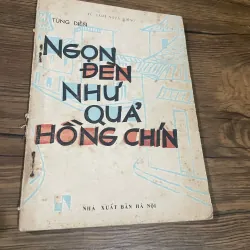 TÙNG ĐIỂN
NGỌN
ĐÈN
NHƯ
QUẢ
HỒNG CHÍN
NHÀ XUẤT BẢN HÀ NỘI